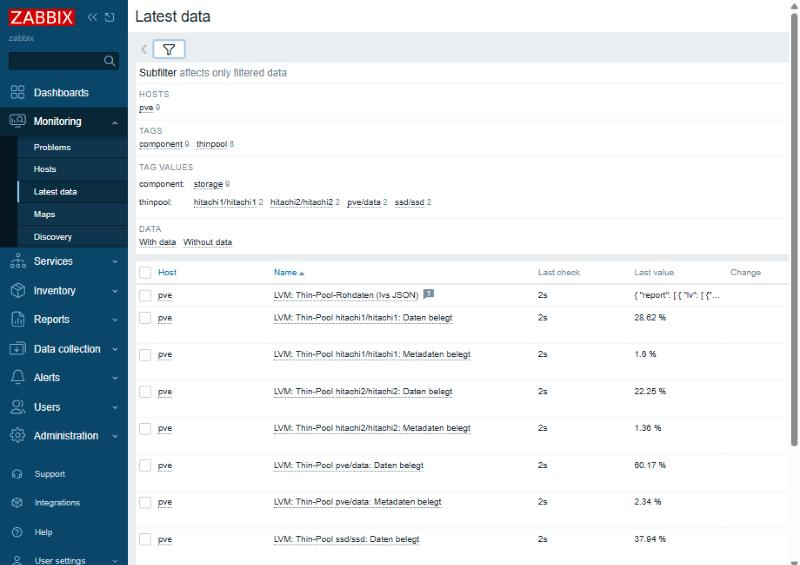 ZABBIX
zabbix
Dashboards
Monitoring
Problems
Hosts
Latest data
Maps
Discovery
Services
Inventory
Reports
Data collection
Alerts
Users
Administration
Support
Integrations
Help
User settings
Latest data
Subfilter affects only filtered data
HOSTS
pve 9
TAGS
component 9 thinpool 8
TAG VALUES
component: storage 9
thinpool: hitachi1/hitachi1 2 hitachi2/hitachi2 2 pve/data 2 ssd/ssd 2
DATA
With data Without data
Host Name Last check Last value Change
pve LVM: Thin-Pool-Rohdaten (lvs JSON) ? 2s { "report": [ { "lv": [ {"...
pve LVM: Thin-Pool hitachi1/hitachi1: Daten belegt 2s 28.62 %
pve LVM: Thin-Pool hitachi1/hitachi1: Metadaten belegt 2s 1.6 %
pve LVM: Thin-Pool hitachi2/hitachi2: Daten belegt 2s 22.25 %
pve LVM: Thin-Pool hitachi2/hitachi2: Metadaten belegt 2s 1.36 %
pve LVM: Thin-Pool pve/data: Daten belegt 2s 60.17 %
pve LVM: Thin-Pool pve/data: Metadaten belegt 2s 2.34 %
pve LVM: Thin-Pool ssd/ssd: Daten belegt 2s 37.94 %